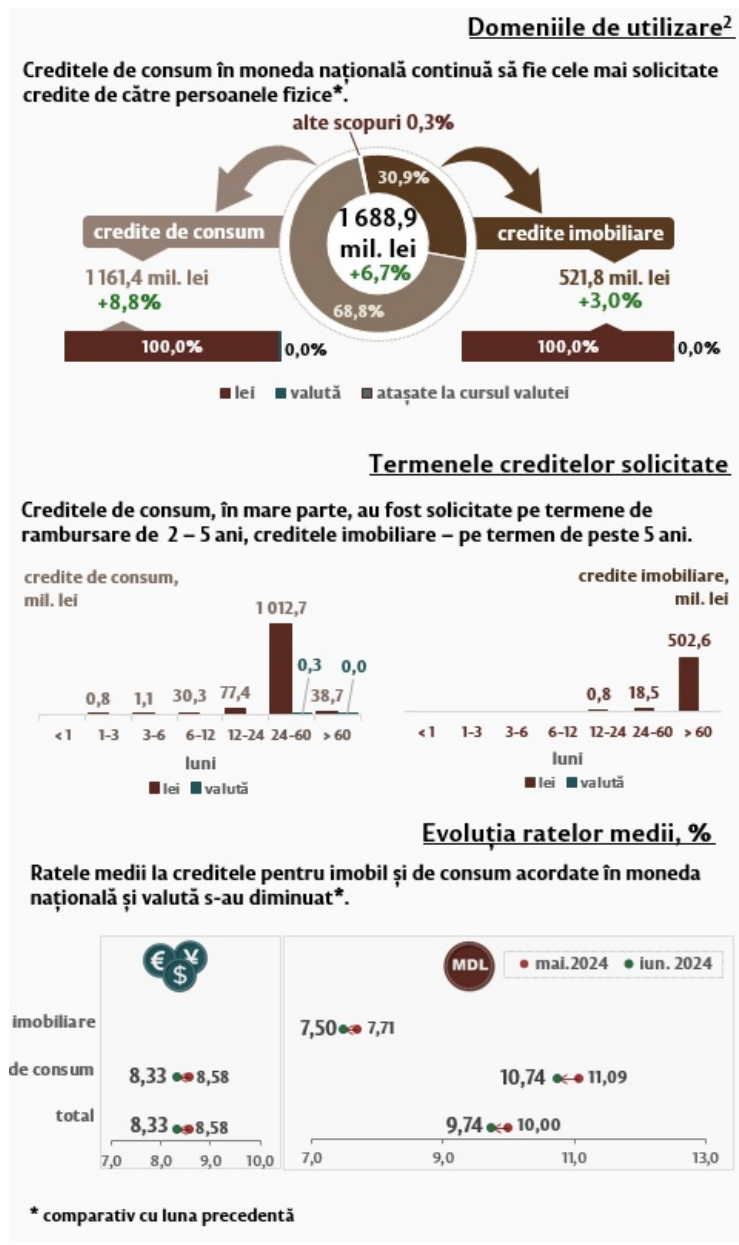 Domeniile de utilizare²
Creditele de consum în moneda națională continuă să fie cele mai solicitate
credite de către persoanele fizice*.
alte scopuri 0,3%
30,9%
1 688,9
mil. lei
+6,7%
68,8%
credite de consum
1 161,4 mil. lei
+8,8%
100,0%
0,0%
credite imobiliare
521,8 mil. lei
+3,0%
100,0%
0,0%
lei valută atașate la cursul valutei
Termenele creditelor solicitate
Creditele de consum, în mare parte, au fost solicitate pe termene de
rambursare de 2 – 5 ani, creditele imobiliare – pe termen de peste 5 ani.
credite de consum,
mil. lei
0,8 1,1 30,3 77,4 1 012,7 0,3 38,7 0,0
< 1 1-3 3-6 6-12 12-24 24-60 > 60
luni
lei valută
credite imobiliare,
mil. lei
0,8 18,5 502,6
< 1 1-3 3-6 6-12 12-24 24-60 > 60
luni
lei valută
Evoluția ratelor medii, %
Ratele medii la creditele pentru imobil și de consum acordate în moneda
națională și valută s-au diminuat*.
€ ¥ $
MDL
mai.2024 iun. 2024
imobiliare
7,50 7,71
de consum
8,33 8,58
10,74 11,09
total
8,33 8,58
9,74 10,00
7,0 8,0 9,0 10,0
7,0 9,0 11,0 13,0
* comparativ cu luna precedentă